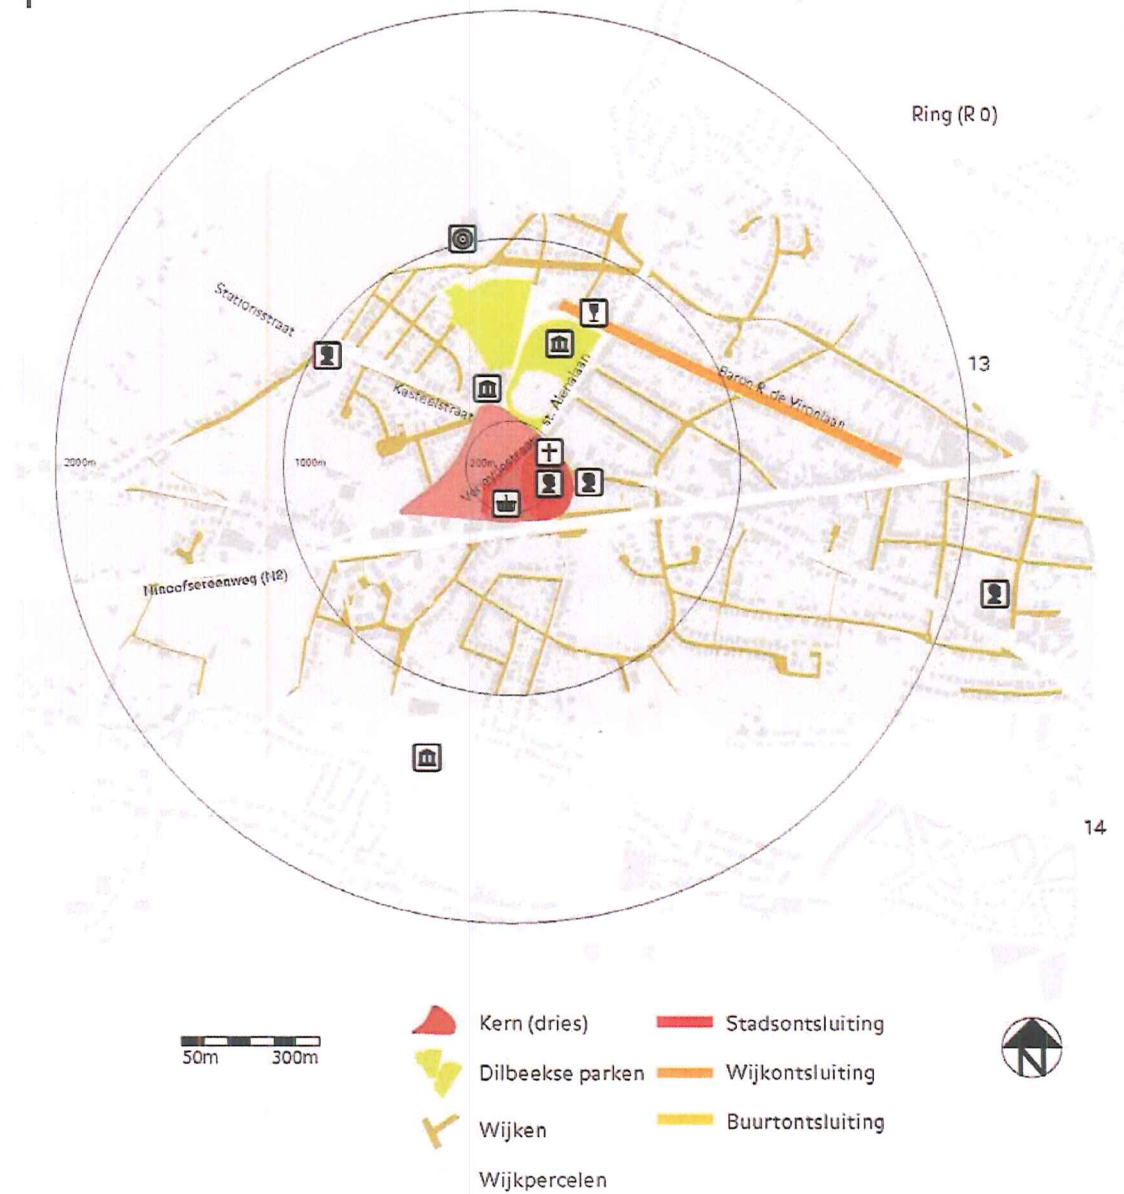 Ring (R 0)
Stationsstraat
13
Baron R. de Vironlaan
St. Alenalaan
Kasteelstraat
2000m
1000m
200m
Ninoofsesteenweg (N8)
14
Kern (dries)
Stadsontsluiting
50m
300m
N
Dilbeekse parken
Wijkontsluiting
Wijken
Buurtontsluiting
Wijkpercelen